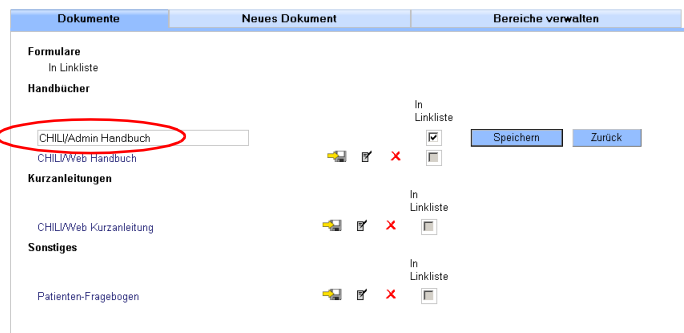 Dokumente Neues Dokument Bereiche verwalten
Formulare
In Linkliste
Handbücher
In
Linkliste
CHILI/Admin Handbuch Speichern Zurück
CHILI/Web Handbuch
Kurzanleitungen
In
Linkliste
CHILI/Web Kurzanleitung
Sonstiges
In
Linkliste
Patienten-Fragebogen